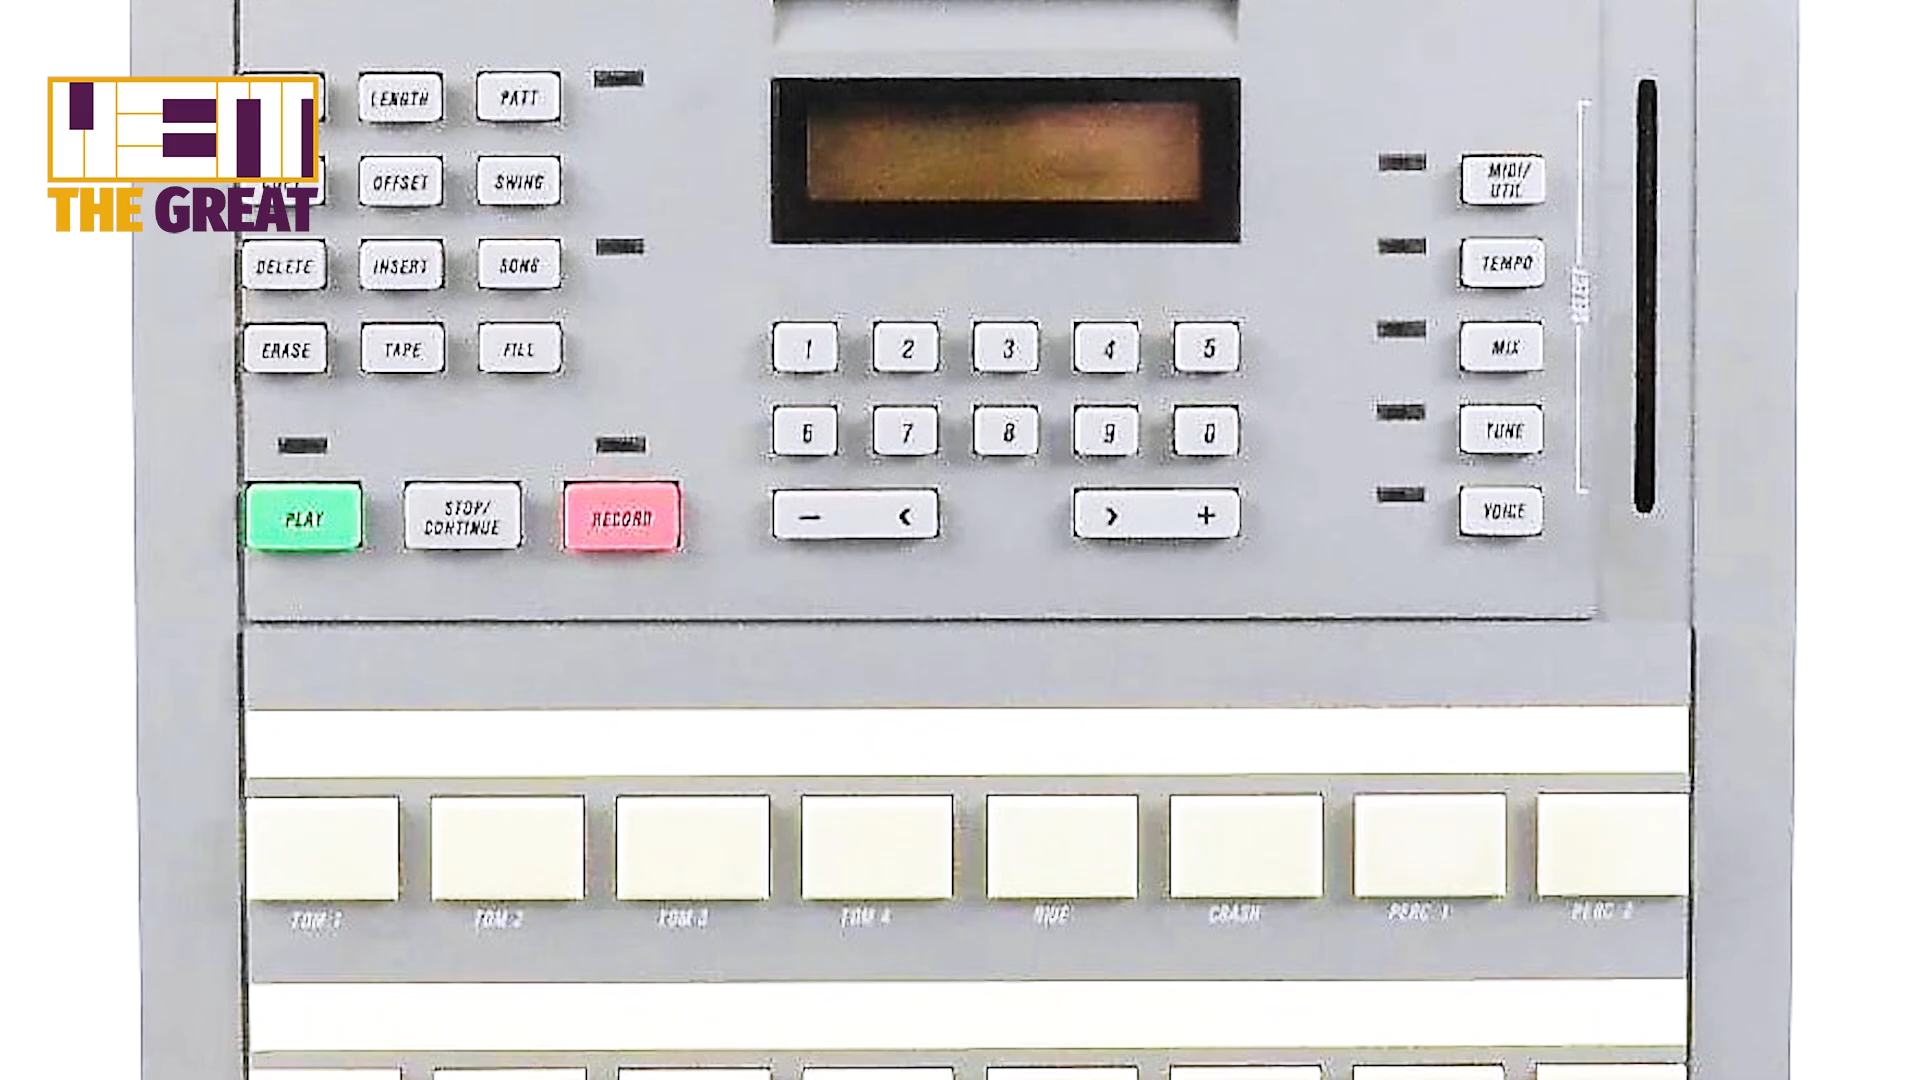 LENGTH PATT
OFFSET SWING
THE GREAT
DELETE INSERT SONG
ERASE TAPE FILL
PLAY STOP/
CONTINUE RECORD
1 2 3 4 5
6 7 8 9 0
− < > +
MIDI/
UTIL
TEMPO
MIX
TUNE
VOICE
SELECT
TOM 1 TOM 2 TOM 3 TOM 4 RIDE CRASH PERC 1 PERC 2